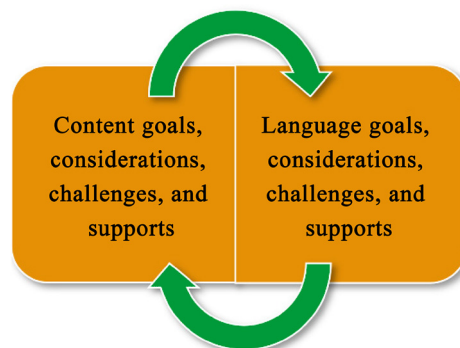 Content goals,
considerations,
challenges, and
supports
Language goals,
considerations,
challenges, and
supports